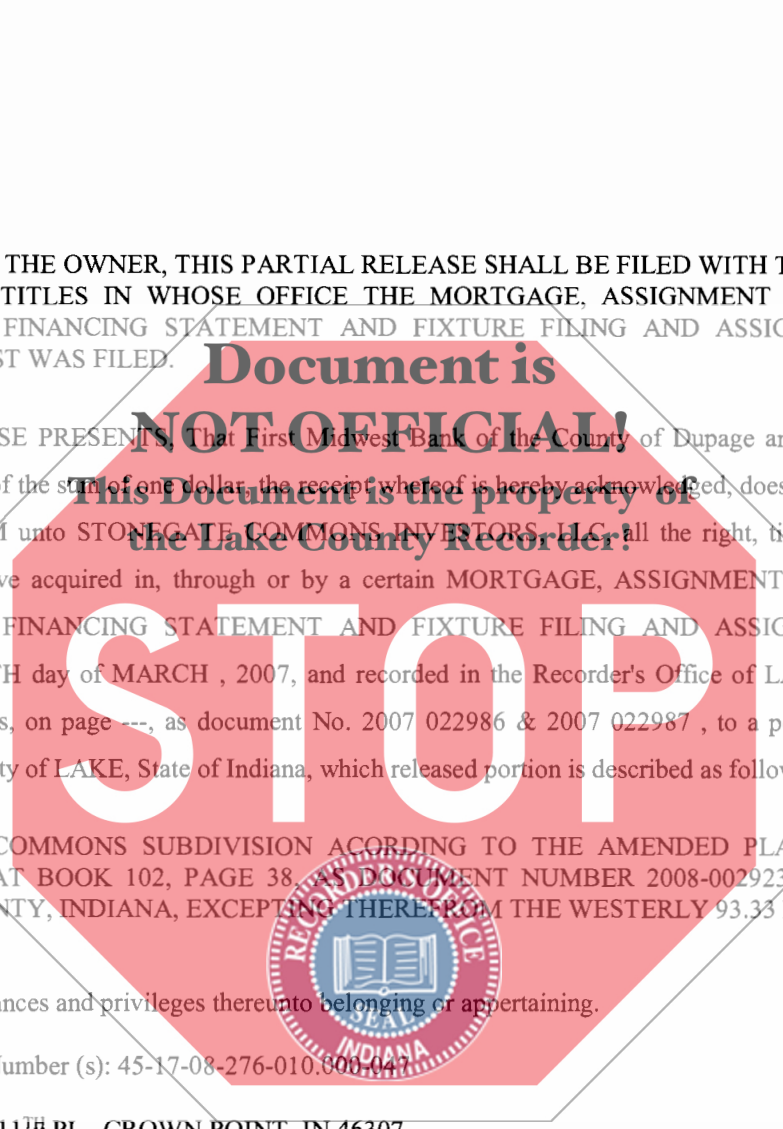 THE OWNER, THIS PARTIAL RELEASE SHALL BE FILED WITH T
TITLES IN WHOSE OFFICE THE MORTGAGE, ASSIGNMENT
FINANCING STATEMENT AND FIXTURE FILING AND ASSIG
ST WAS FILED.
Document is
NOT OFFICIAL!
This Document is the property of
the Lake County Recorder!
SE PRESENTS, That First Midwest Bank of the County of Dupage an
of the sum of one dollar, the receipt whereof is hereby acknowledged, does
M unto STONEGATE COMMONS INVESTORS, LLC, all the right, ti
ve acquired in, through or by a certain MORTGAGE, ASSIGNMENT
FINANCING STATEMENT AND FIXTURE FILING AND ASSIG
TH day of MARCH , 2007, and recorded in the Recorder's Office of LA
s, on page ---, as document No. 2007 022986 & 2007 022987 , to a p
ty of LAKE, State of Indiana, which released portion is described as follow
STOP
COMMONS SUBDIVISION ACORDING TO THE AMENDED PLA
AT BOOK 102, PAGE 38, AS DOCUMENT NUMBER 2008-002923
NTY, INDIANA, EXCEPTING THEREFROM THE WESTERLY 93.33
nces and privileges thereunto belonging or appertaining.
SEAL
INDIANA
umber (s): 45-17-08-276-010.000-047
PL., CROWN POINT, IN 46307